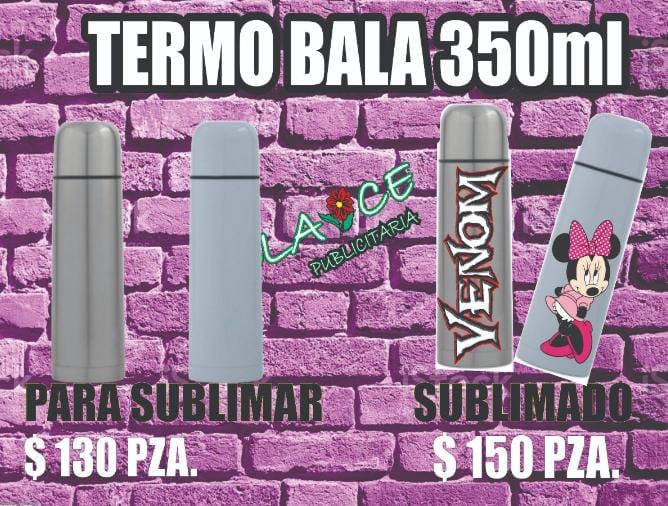 TERMO BALA 350ml
LA CE
PUBLICITARIA
VENOM
PARA SUBLIMAR
SUBLIMADO
$ 130 PZA.
$ 150 PZA.